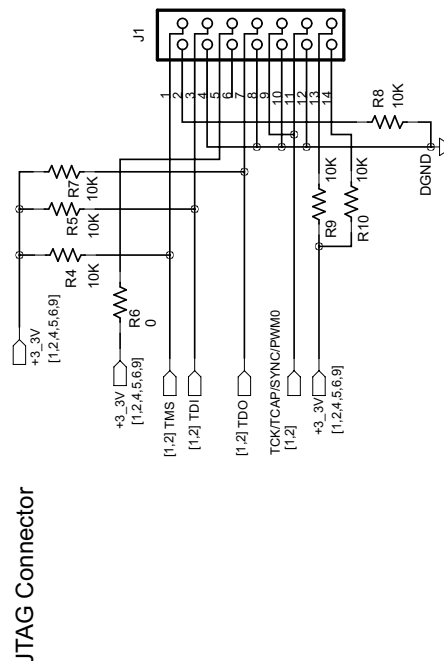 JTAG Connector
J1
1
2
3
4
5
6
7
8
9
10
11
12
13
14
R7
10K
R5
10K
R4
10K
+3_3V
[1,2,4,5,6,9]
R6
0
+3_3V
[1,2,4,5,6,9]
[1,2] TMS
[1,2] TDI
[1,2] TDO
TCK/TCAP/SYNC/PWM0
[1,2]
+3_3V
[1,2,4,5,6,9]
R9
10K
R10
10K
R8
10K
DGND